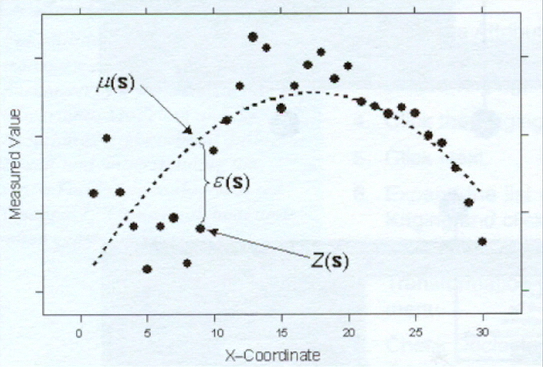 μ(s)
ε(s)
Z(s)
Measured Value
0 5 10 15 20 25 30
X-Coordinate